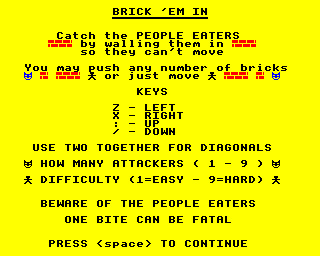 BRICK 'EM IN
Catch the PEOPLE EATERS
by walling them in
so they can't move
You may push any number of bricks
or just move
KEYS
Z - LEFT
X - RIGHT
: - UP
/ - DOWN
USE TWO TOGETHER FOR DIAGONALS
HOW MANY ATTACKERS ( 1 - 9 )
DIFFICULTY (1=EASY - 9=HARD)
BEWARE OF THE PEOPLE EATERS
ONE BITE CAN BE FATAL
PRESS <space> TO CONTINUE